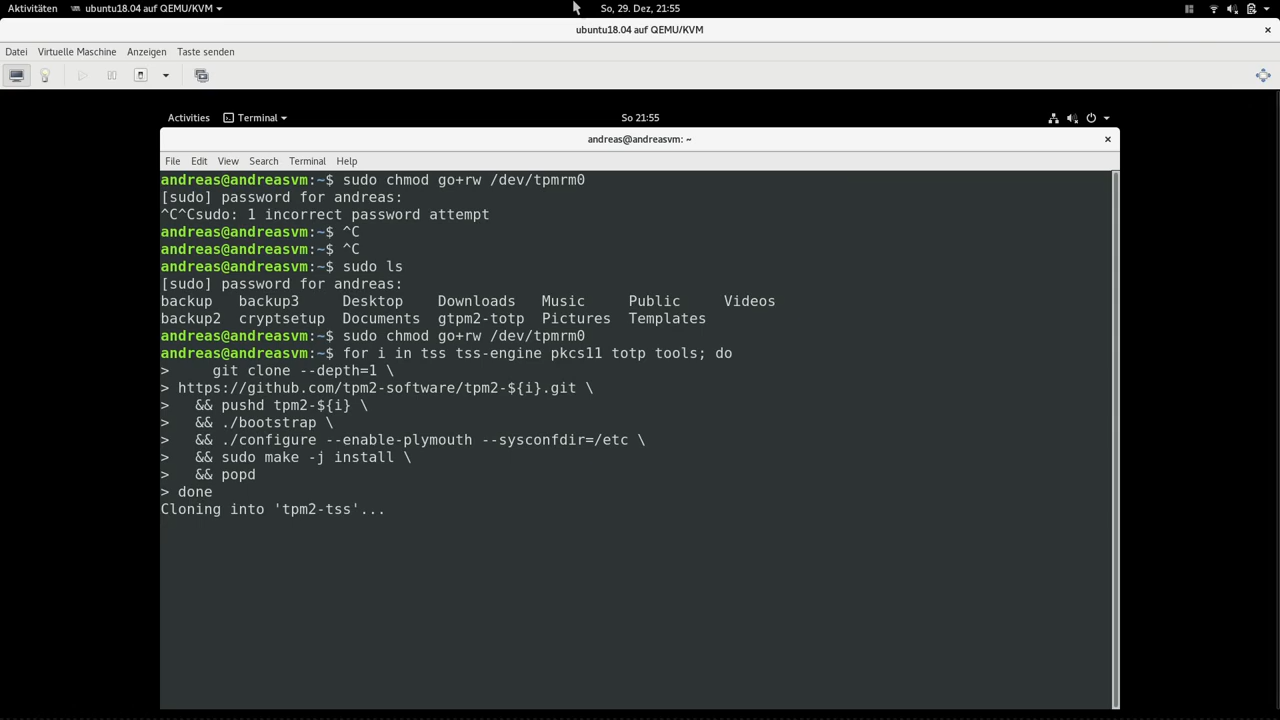 Aktivitäten ubuntu18.04 auf QEMU/KVM So, 29. Dez, 21:55
ubuntu18.04 auf QEMU/KVM ×
Datei Virtuelle Maschine Anzeigen Taste senden
Activities Terminal So 21:55
andreas@andreasvm: ~ ×
File Edit View Search Terminal Help
andreas@andreasvm:~$ sudo chmod go+rw /dev/tpmrm0
[sudo] password for andreas:
^C^Csudo: 1 incorrect password attempt
andreas@andreasvm:~$ ^C
andreas@andreasvm:~$ ^C
andreas@andreasvm:~$ sudo ls
[sudo] password for andreas:
backup backup3 Desktop Downloads Music Public Videos
backup2 cryptsetup Documents gtpm2-totp Pictures Templates
andreas@andreasvm:~$ sudo chmod go+rw /dev/tpmrm0
andreas@andreasvm:~$ for i in tss tss-engine pkcs11 totp tools; do
>     git clone --depth=1 \
> https://github.com/tpm2-software/tpm2-${i}.git \
>   && pushd tpm2-${i} \
>   && ./bootstrap \
>   && ./configure --enable-plymouth --sysconfdir=/etc \
>   && sudo make -j install \
>   && popd
> done
Cloning into 'tpm2-tss'...